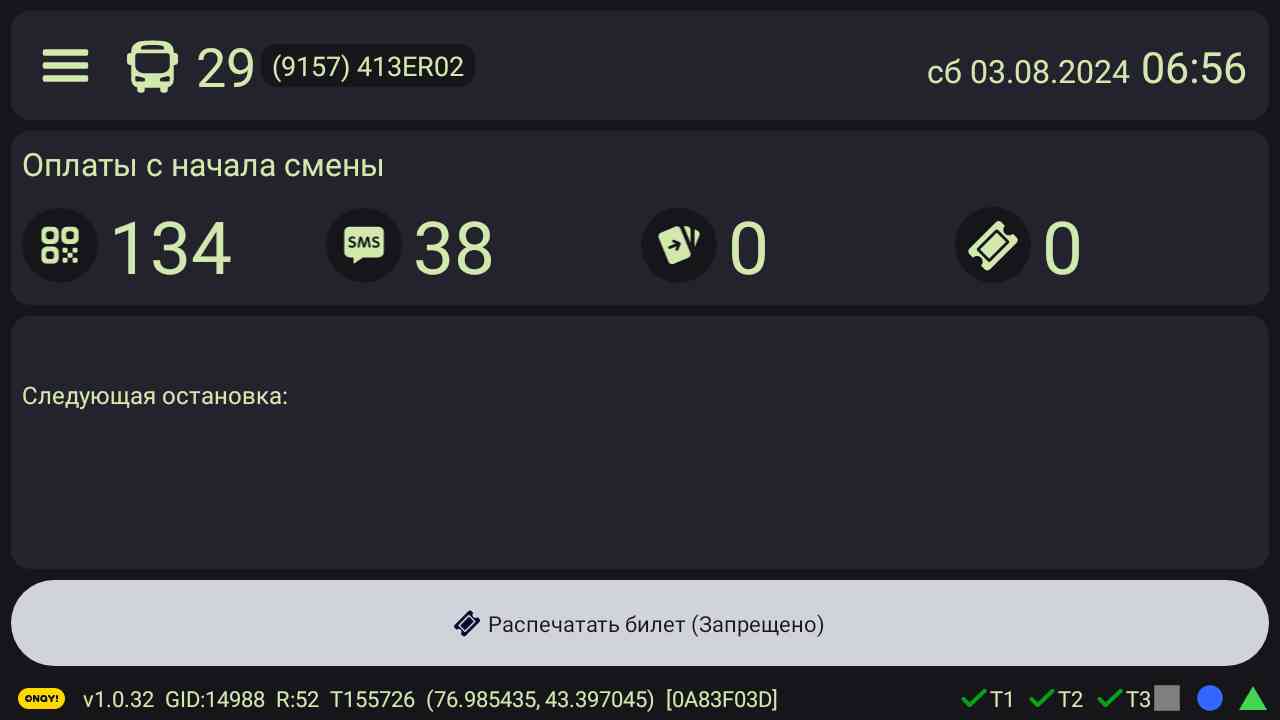 29 (9157) 413ER02 сб 03.08.2024 06:56
Оплаты с начала смены
134 SMS 38 0 0
Следующая остановка:
Распечатать билет (Запрещено)
ONAY! v1.0.32 GID:14988 R:52 T155726 (76.985435, 43.397045) [0A83F03D] T1 T2 T3